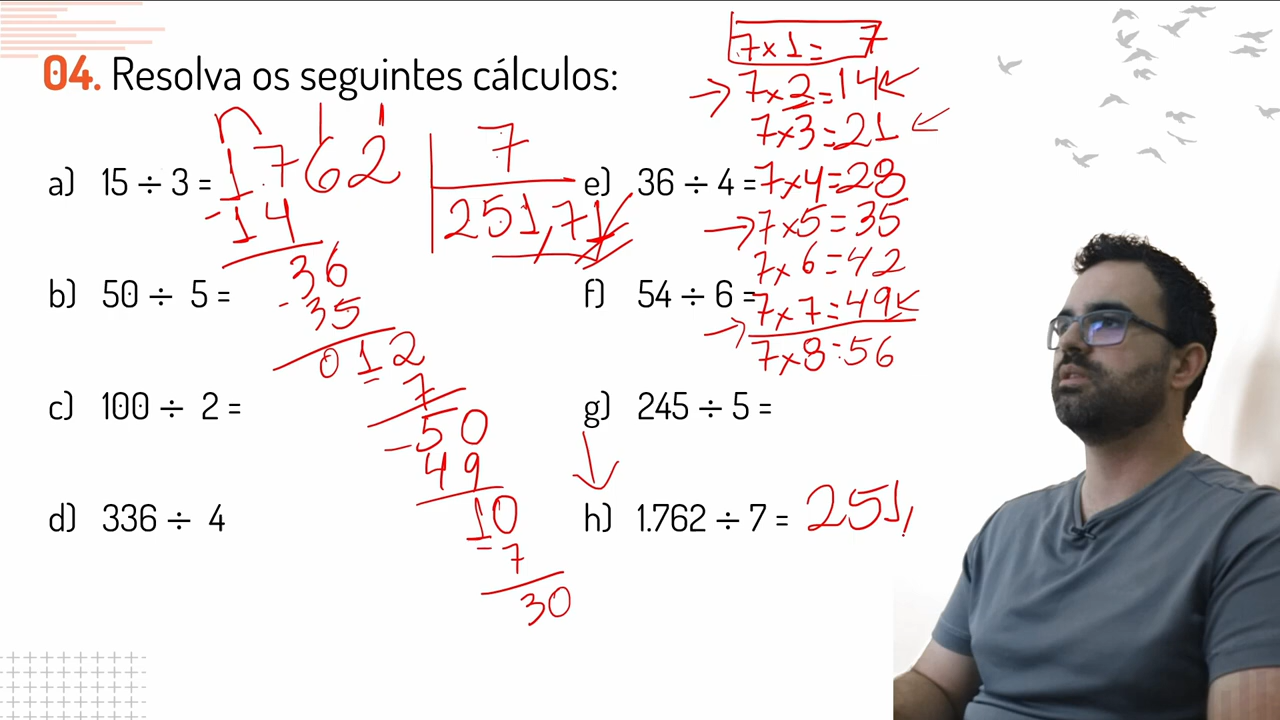 04. Resolva os seguintes cálculos:
a) 15 ÷ 3 =
b) 50 ÷ 5 =
c) 100 ÷ 2 =
d) 336 ÷ 4
e) 36 ÷ 4 =
f) 54 ÷ 6 =
g) 245 ÷ 5 =
h) 1.762 ÷ 7 = 251,
1762 7
-14 251,71
36
-35
012
7
-50
49
10
-7
30
7x1= 7
7x2=14
7x3=21
7x4=28
7x5=35
7x6=42
7x7=49
7x8=56